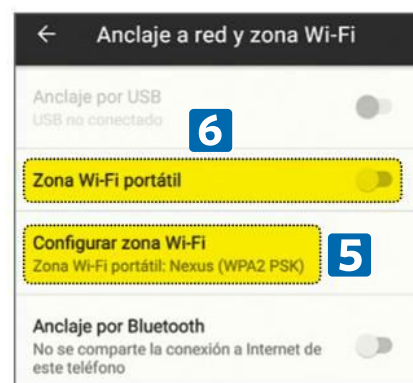 ← Anclaje a red y zona Wi-Fi
Anclaje por USB
USB no conectado
6
Zona Wi-Fi portátil
Configurar zona Wi-Fi
Zona Wi-Fi portátil: Nexus (WPA2 PSK)
5
Anclaje por Bluetooth
No se comparte la conexión a Internet de
este teléfono